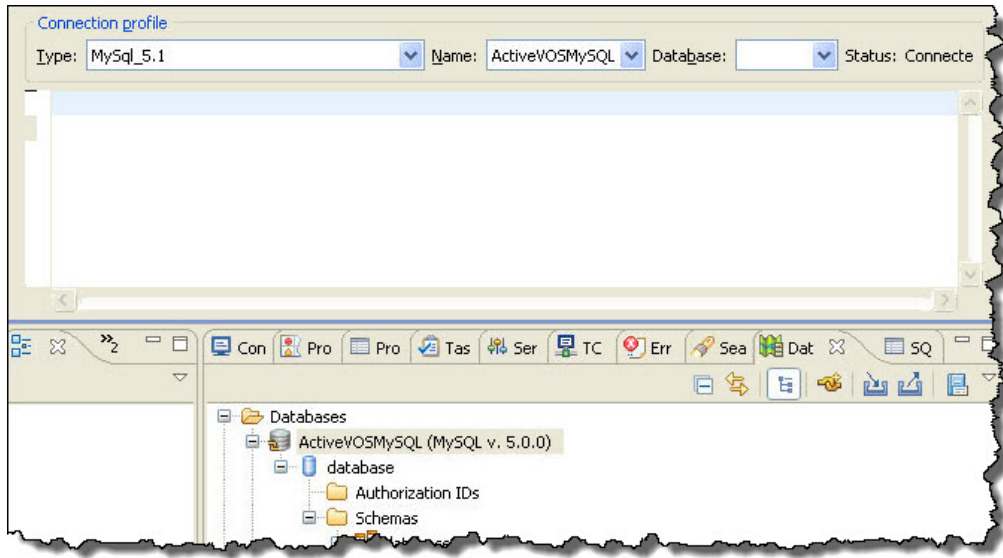 Connection profile
Type: MySql_5.1 Name: ActiveVOSMySQL Database: Status: Connecte
»2 Con Pro Pro Tas Ser TC Err Sea Dat SQ
Databases
ActiveVOSMySQL (MySQL v. 5.0.0)
database
Authorization IDs
Schemas